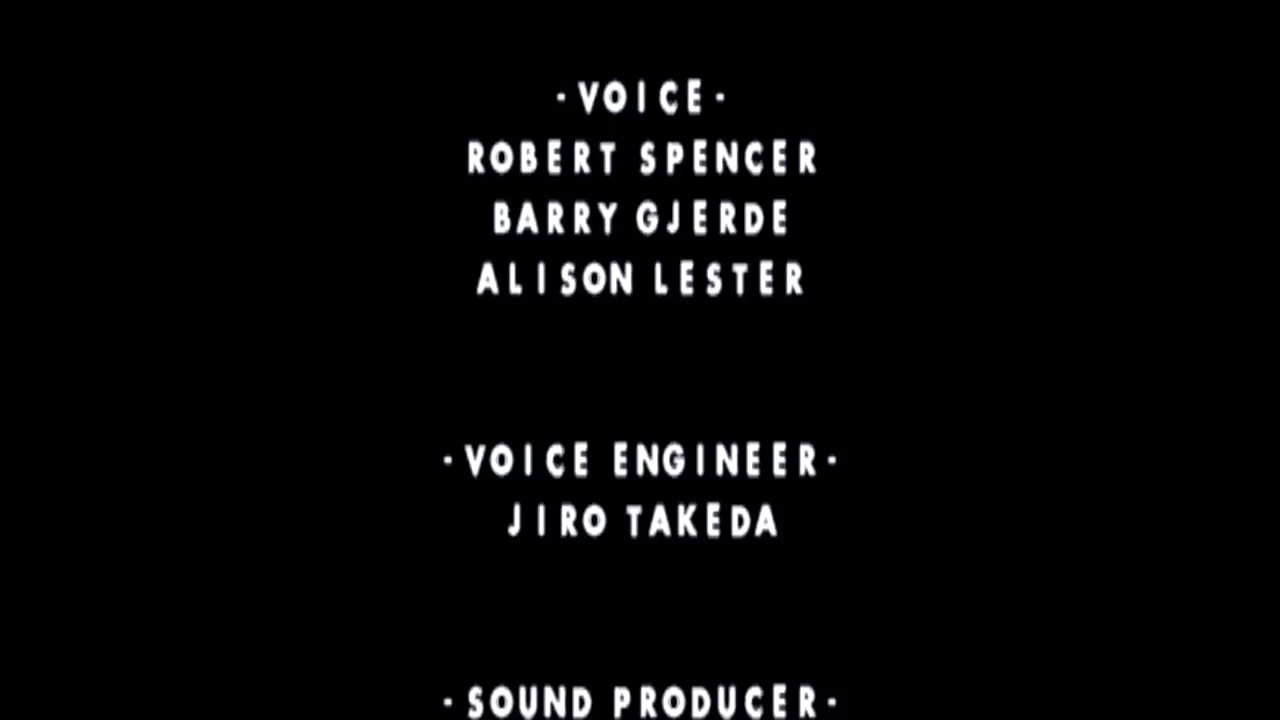 -VOICE-
ROBERT SPENCER
BARRY GJERDE
ALISON LESTER
-VOICE ENGINEER-
JIRO TAKEDA
-SOUND PRODUCER-